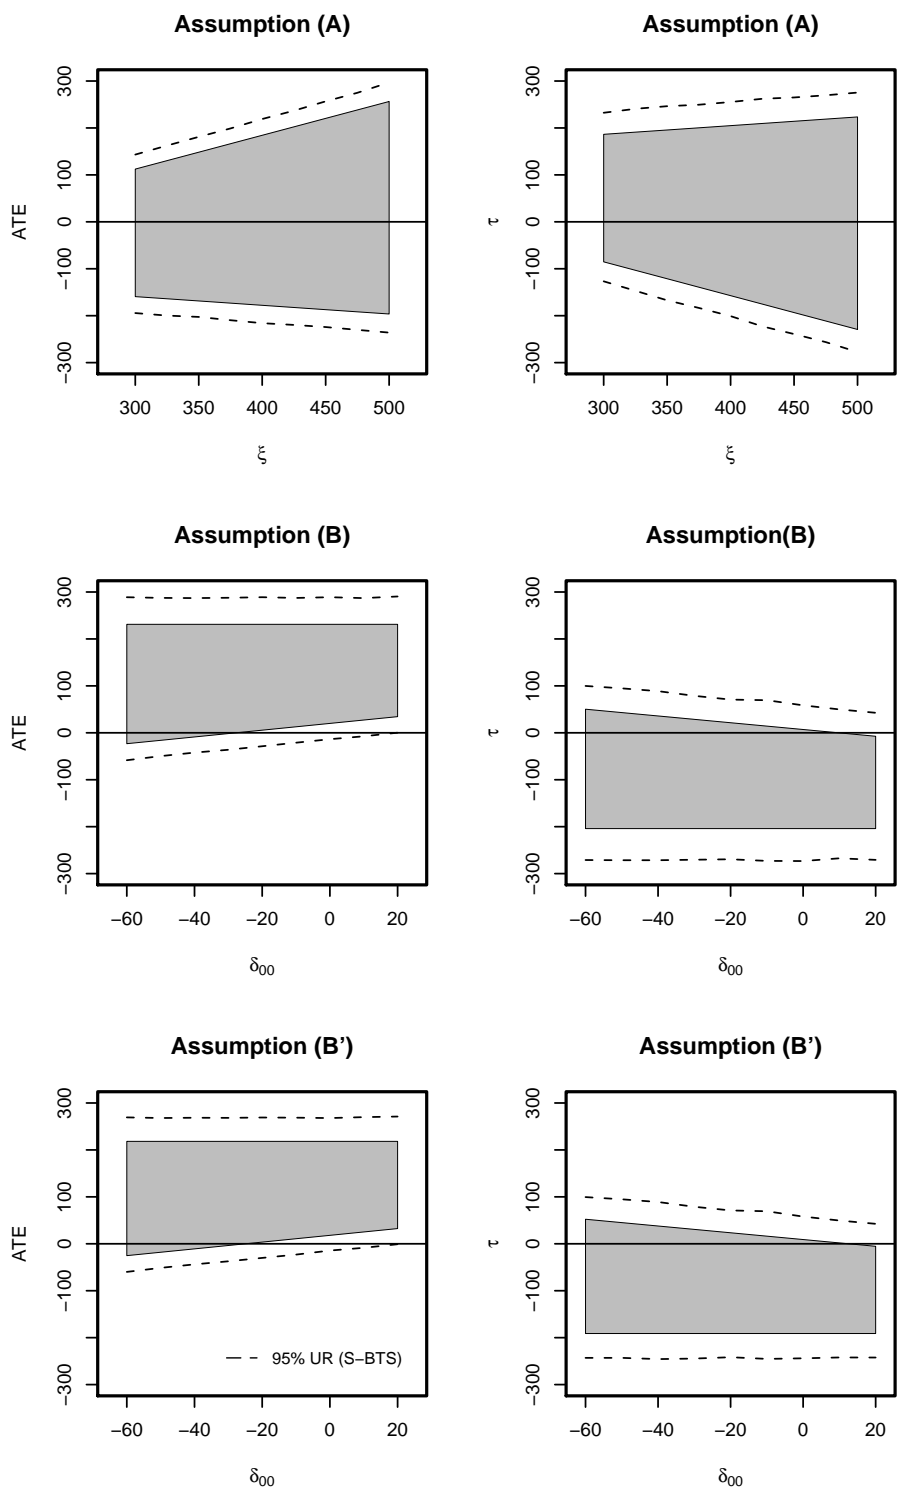 Assumption (A)
ATE
300
100
0
−100
−300
300 350 400 450 500
ξ
Assumption (A)
τ
300
100
0
−100
−300
300 350 400 450 500
ξ
Assumption (B)
ATE
300
100
0
−100
−300
−60 −40 −20 0 20
δ00
Assumption(B)
τ
300
100
0
−100
−300
−60 −40 −20 0 20
δ00
Assumption (B')
ATE
300
100
0
−100
−300
95% UR (S−BTS)
−60 −40 −20 0 20
δ00
Assumption (B')
τ
300
100
0
−100
−300
−60 −40 −20 0 20
δ00